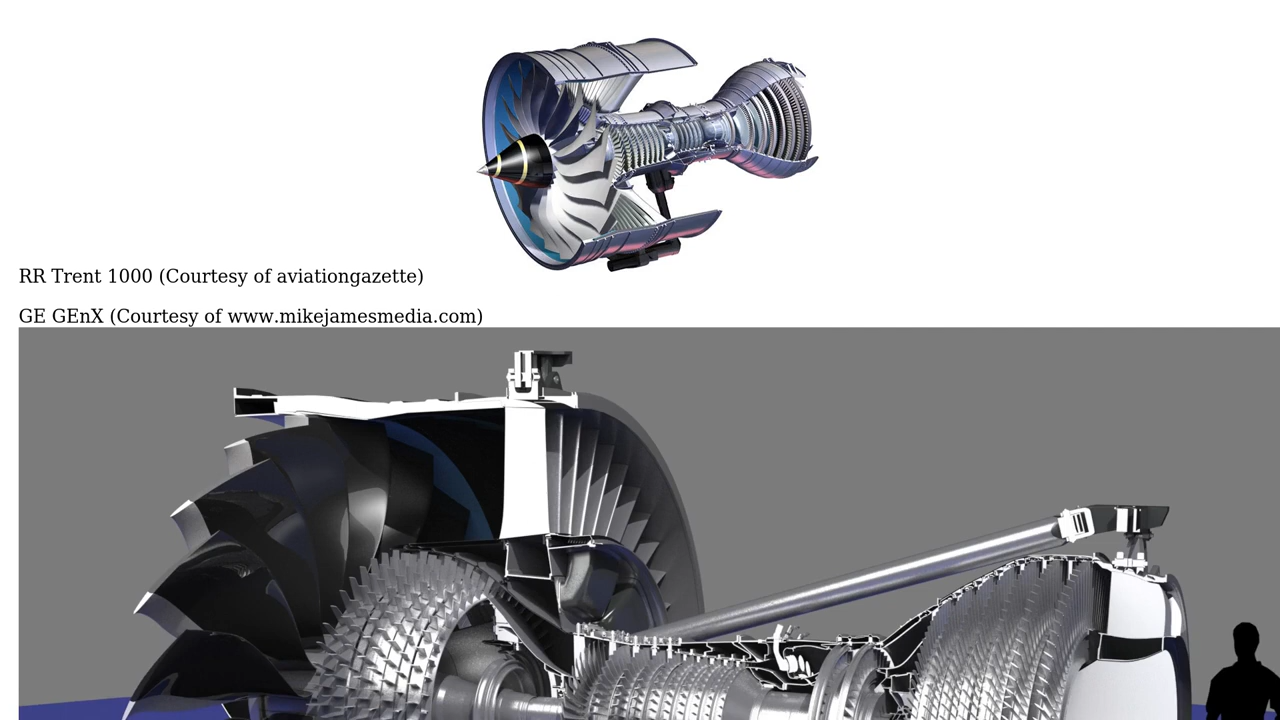 RR Trent 1000 (Courtesy of aviationgazette)
GE GEnX (Courtesy of www.mikejamesmedia.com)